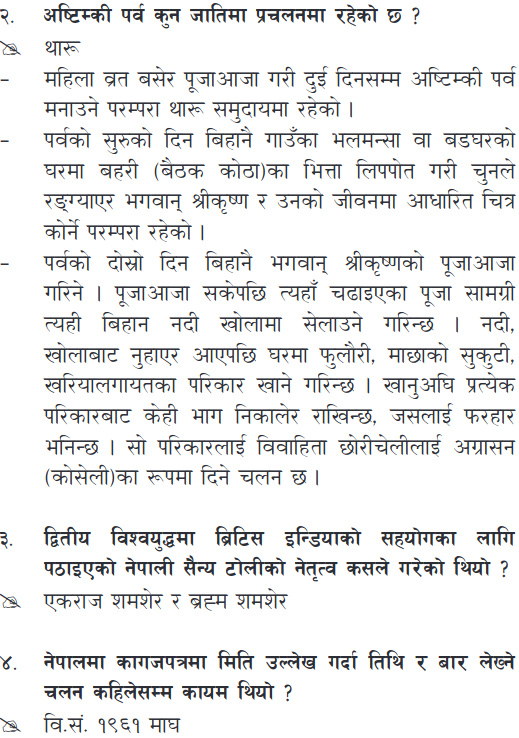 २. अष्टिम्की पर्व कुन जातिमा प्रचलनमा रहेको छ ?
थारू
– महिला व्रत बसेर पूजाआजा गरी दुई दिनसम्म अष्टिम्की पर्व
मनाउने परम्परा थारू समुदायमा रहेको ।
– पर्वको सुरुको दिन बिहानै गाउँका भलमन्सा वा बडघरको
घरमा बहरी (बैठक कोठा)का भित्ता लिपपोत गरी चुनले
रङ्ग्याएर भगवान् श्रीकृष्ण र उनको जीवनमा आधारित चित्र
कोर्ने परम्परा रहेको ।
– पर्वको दोस्रो दिन बिहानै भगवान् श्रीकृष्णको पूजाआजा
गरिने । पूजाआजा सकेपछि त्यहाँ चढाइएका पूजा सामग्री
त्यही बिहान नदी खोलामा सेलाउने गरिन्छ । नदी,
खोलाबाट नुहाएर आएपछि घरमा फुलौरी, माछाको सुकुटी,
खरियालगायतका परिकार खाने गरिन्छ । खानुअघि प्रत्येक
परिकारबाट केही भाग निकालेर राखिन्छ, जसलाई फरहार
भनिन्छ । सो परिकारलाई विवाहिता छोरीचेलीलाई अग्रासन
(कोसेली)का रूपमा दिने चलन छ ।
३. द्वितीय विश्वयुद्धमा ब्रिटिस इन्डियाको सहयोगका लागि
पठाइएको नेपाली सैन्य टोलीको नेतृत्व कसले गरेको थियो ?
एकराज शमशेर र ब्रह्म शमशेर
४. नेपालमा कागजपत्रमा मिति उल्लेख गर्दा तिथि र बार लेख्ने
चलन कहिलेसम्म कायम थियो ?
वि.सं. १९६१ माघ